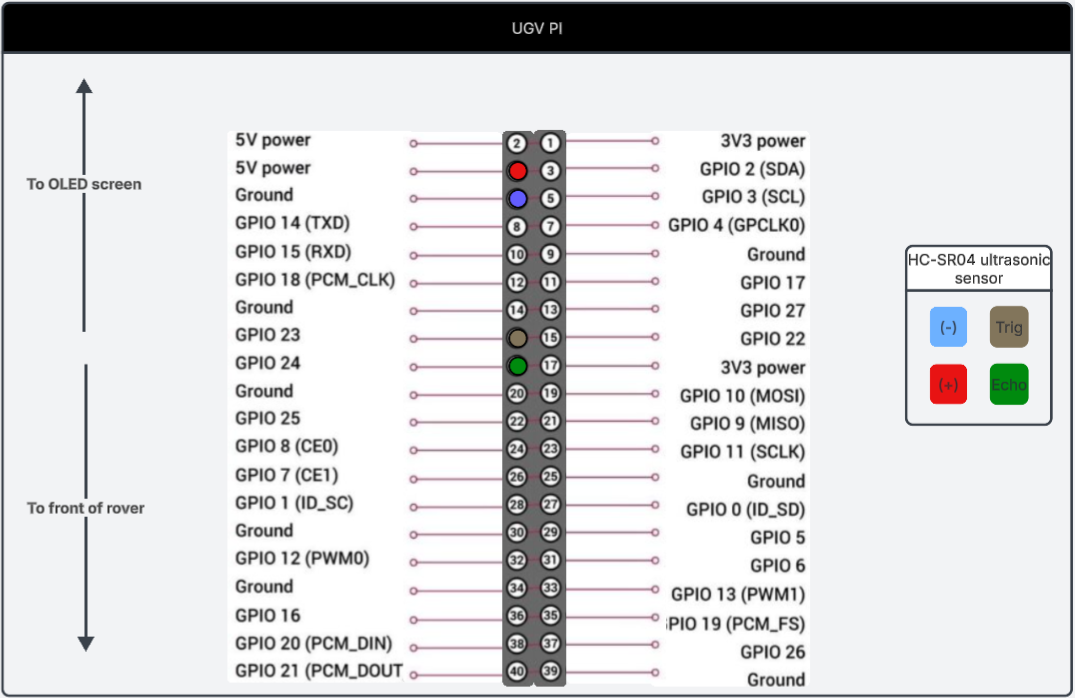 UGV PI
To OLED screen
To front of rover
5V power 2 1 3V3 power
5V power 3 GPIO 2 (SDA)
Ground 5 GPIO 3 (SCL)
GPIO 14 (TXD) 8 7 GPIO 4 (GPCLK0)
GPIO 15 (RXD) 10 9 Ground
GPIO 18 (PCM_CLK) 12 11 GPIO 17
Ground 14 13 GPIO 27
GPIO 23 15 GPIO 22
GPIO 24 17 3V3 power
Ground 20 19 GPIO 10 (MOSI)
GPIO 25 22 21 GPIO 9 (MISO)
GPIO 8 (CE0) 24 23 GPIO 11 (SCLK)
GPIO 7 (CE1) 26 25 Ground
GPIO 1 (ID_SC) 28 27 GPIO 0 (ID_SD)
Ground 30 29 GPIO 5
GPIO 12 (PWM0) 32 31 GPIO 6
Ground 34 33 GPIO 13 (PWM1)
GPIO 16 36 35 PIO 19 (PCM_FS)
GPIO 20 (PCM_DIN) 38 37 GPIO 26
GPIO 21 (PCM_DOUT 40 39 Ground
HC-SR04 ultrasonic
sensor
(-) Trig
(+) Echo